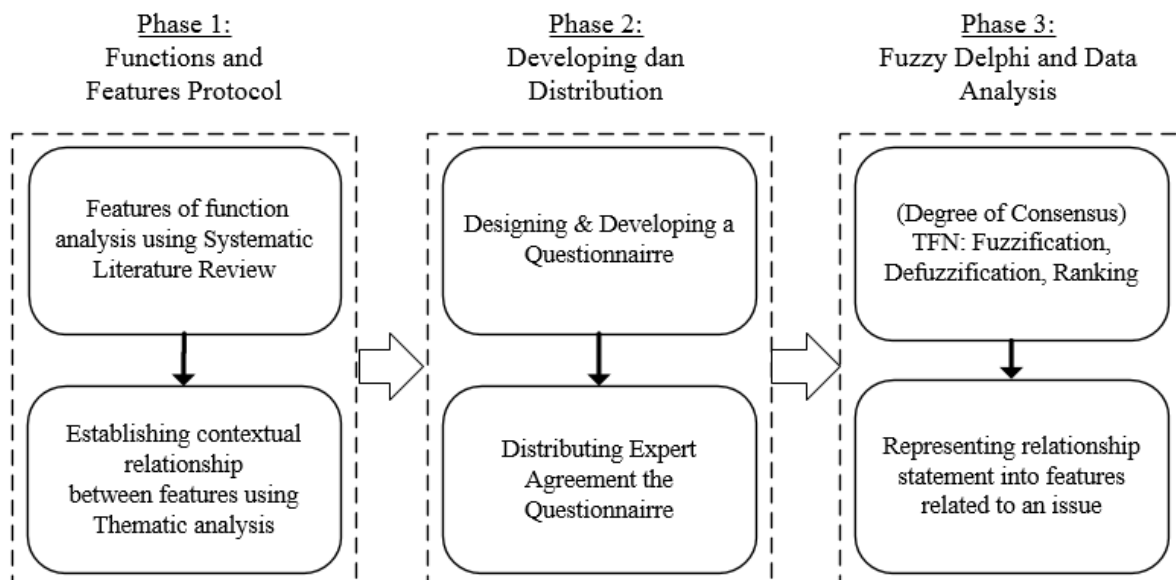 Phase 1:
Functions and
Features Protocol
Features of function
analysis using Systematic
Literature Review
Establishing contextual
relationship
between features using
Thematic analysis
Phase 2:
Developing dan
Distribution
Designing & Developing a
Questionnairre
Distributing Expert
Agreement the
Questionnairre
Phase 3:
Fuzzy Delphi and Data
Analysis
(Degree of Consensus)
TFN: Fuzzification,
Defuzzification, Ranking
Representing relationship
statement into features
related to an issue